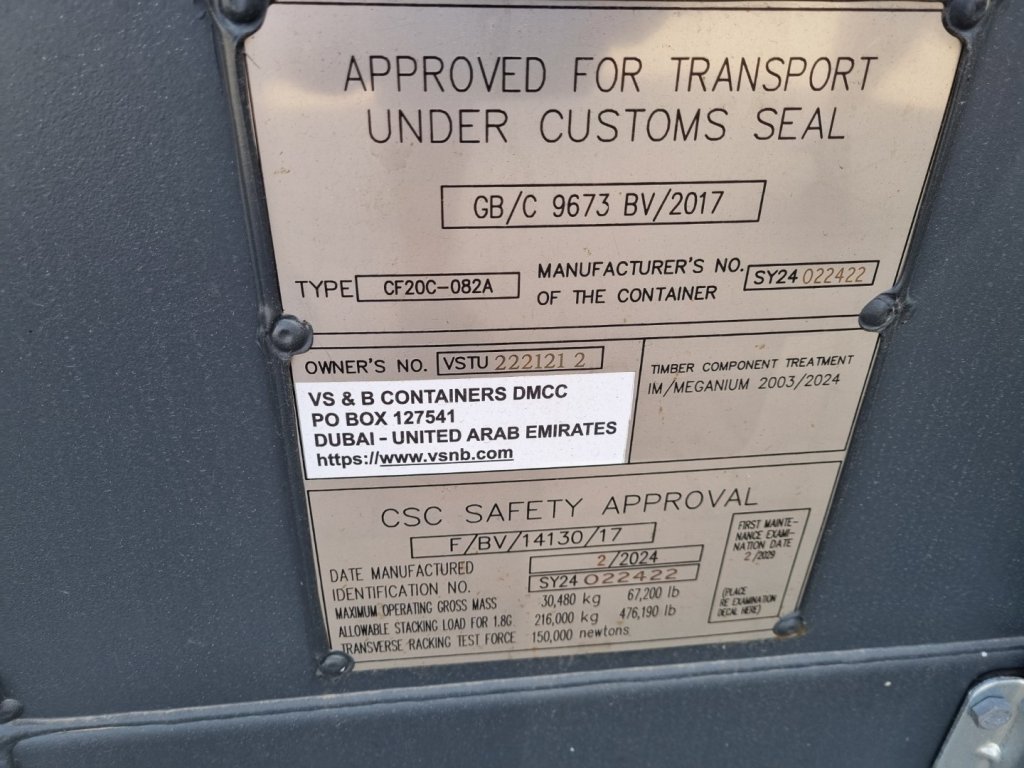 APPROVED FOR TRANSPORT
UNDER CUSTOMS SEAL
GB/C 9673 BV/2017
TYPE CF20C-082A
MANUFACTURER'S NO. SY24 022422
OF THE CONTAINER
OWNER'S NO. VSTU 222121 2
VS & B CONTAINERS DMCC
PO BOX 127541
DUBAI - UNITED ARAB EMIRATES
https://www.vsnb.com
TIMBER COMPONENT TREATMENT
IM/MEGANIUM 2003/2024
CSC SAFETY APPROVAL
F/BV/14130/17
DATE MANUFACTURED 2/2024
IDENTIFICATION NO. SY24 022422
MAXIMUM OPERATING GROSS MASS 30,480 kg 67,200 lb
ALLOWABLE STACKING LOAD FOR 1.8G 216,000 kg 476,190 lb
TRANSVERSE RACKING TEST FORCE 150,000 newtons
FIRST MAINTE-
NANCE EXAMI-
NATION DATE
2/2029
(PLACE
RE EXAMINATION
DECAL HERE)